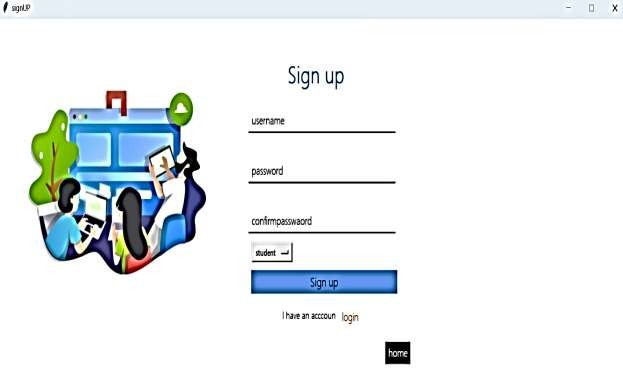 signUP
Sign up
username
password
confirmpasswaord
student
Sign up
I have an acccoun login
home